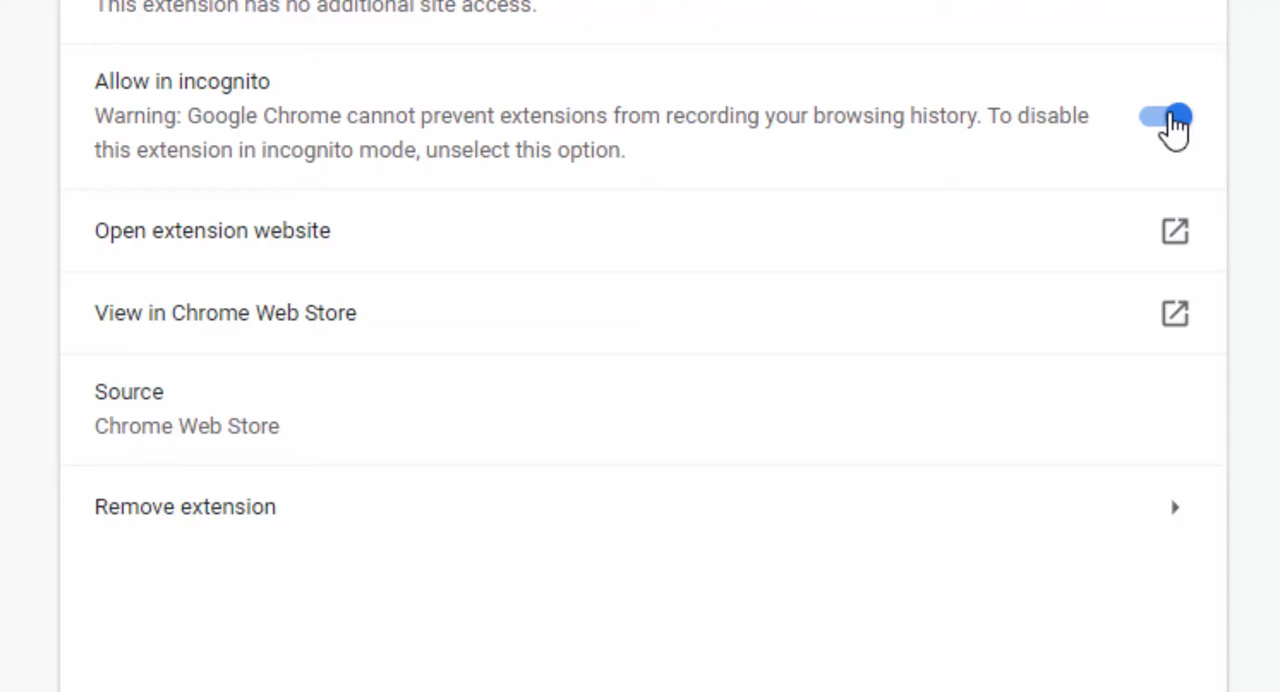 This extension has no additional site access.
Allow in incognito
Warning: Google Chrome cannot prevent extensions from recording your browsing history. To disable
this extension in incognito mode, unselect this option.
Open extension website
View in Chrome Web Store
Source
Chrome Web Store
Remove extension